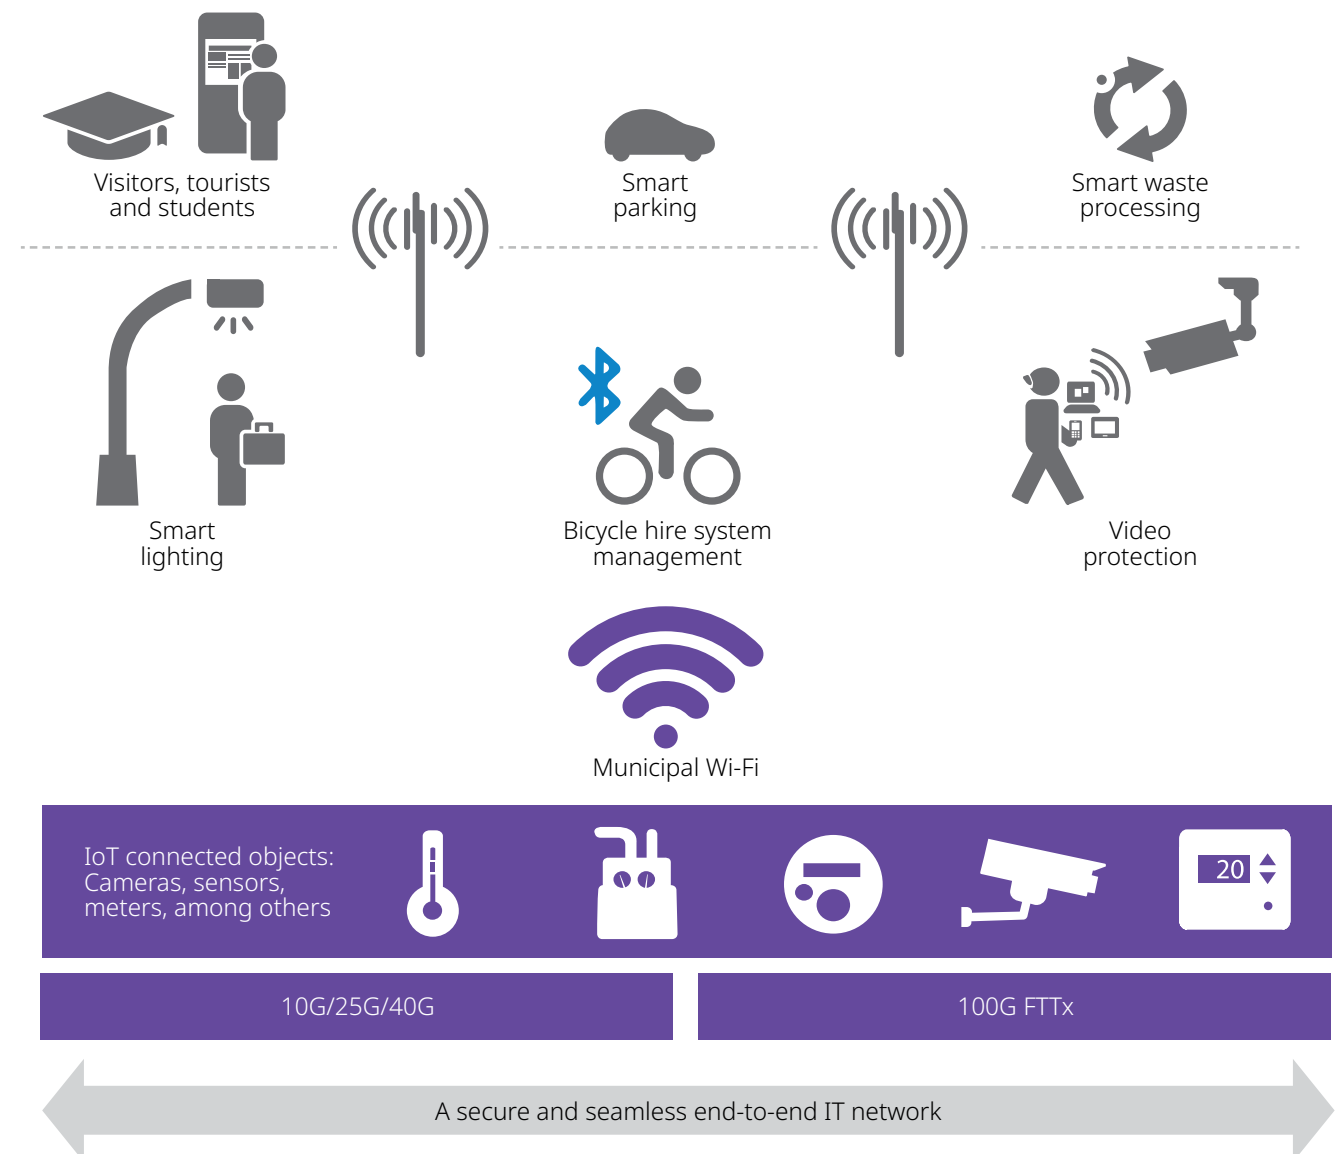 Visitors, tourists
and students
Smart
parking
Smart waste
processing
Smart
lighting
Bicycle hire system
management
Video
protection
Municipal Wi-Fi
IoT connected objects:
Cameras, sensors,
meters, among others
20
10G/25G/40G
100G FTTx
A secure and seamless end-to-end IT network